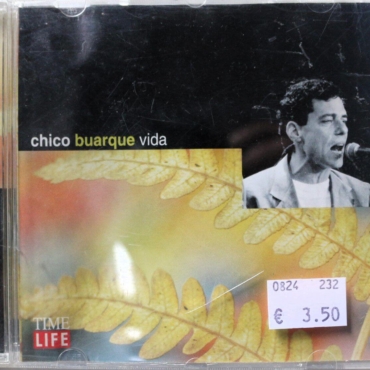 chico buarque vida
0824 232
€ 3.50
TIME
LIFE